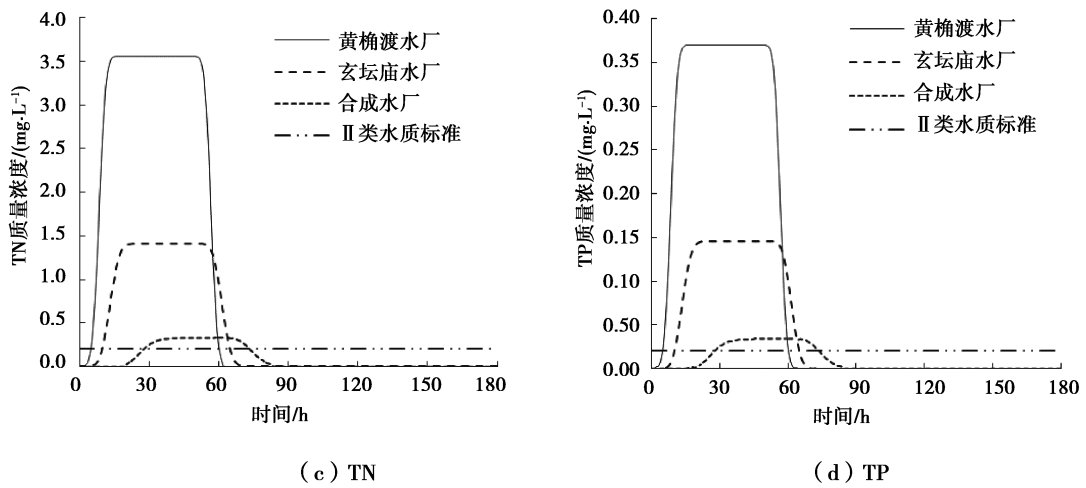 4.0
3.5
3.0
2.5
2.0
1.5
1.0
0.5
0.0
TN质量浓度/(mg·L⁻¹)
黄桷渡水厂
玄坛庙水厂
合成水厂
Ⅱ类水质标准
0 30 60 90 120 150 180
时间/h
(c) TN
0.40
0.35
0.30
0.25
0.20
0.15
0.10
0.50
0.00
TP质量浓度/(mg·L⁻¹)
黄桷渡水厂
玄坛庙水厂
合成水厂
Ⅱ类水质标准
0 30 60 90 120 150 180
时间/h
(d) TP